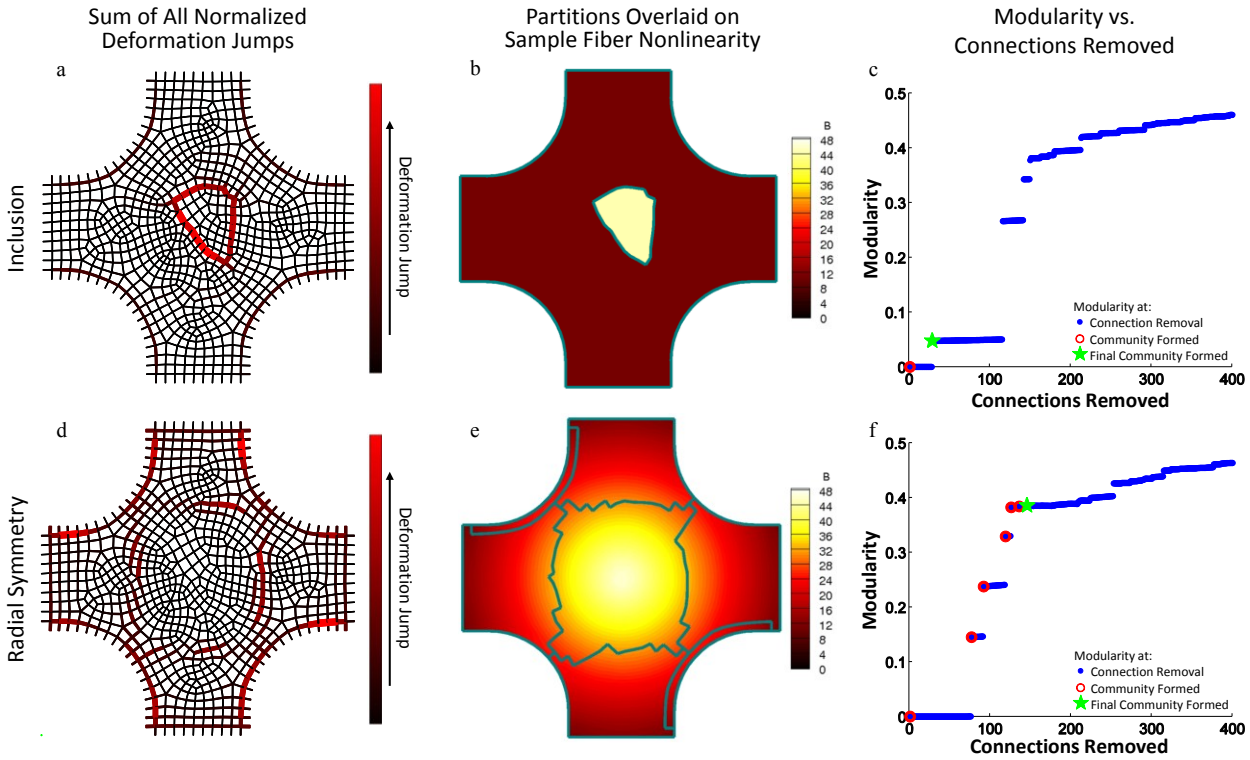 Sum of All Normalized
Deformation Jumps
Partitions Overlaid on
Sample Fiber Nonlinearity
Modularity vs.
Connections Removed
Inclusion
a
Deformation Jump
b
B
48
44
40
36
32
28
24
20
16
12
8
4
0
c
Modularity
0.5
0.4
0.3
0.2
0.1
0
0
100
200
300
400
Modularity at:
Connection Removal
Community Formed
Final Community Formed
Connections Removed
Radial Symmetry
d
Deformation Jump
e
B
48
44
40
36
32
28
24
20
16
12
8
4
0
f
Modularity
0.5
0.4
0.3
0.2
0.1
0
0
100
200
300
400
Modularity at:
Connection Removal
Community Formed
Final Community Formed
Connections Removed